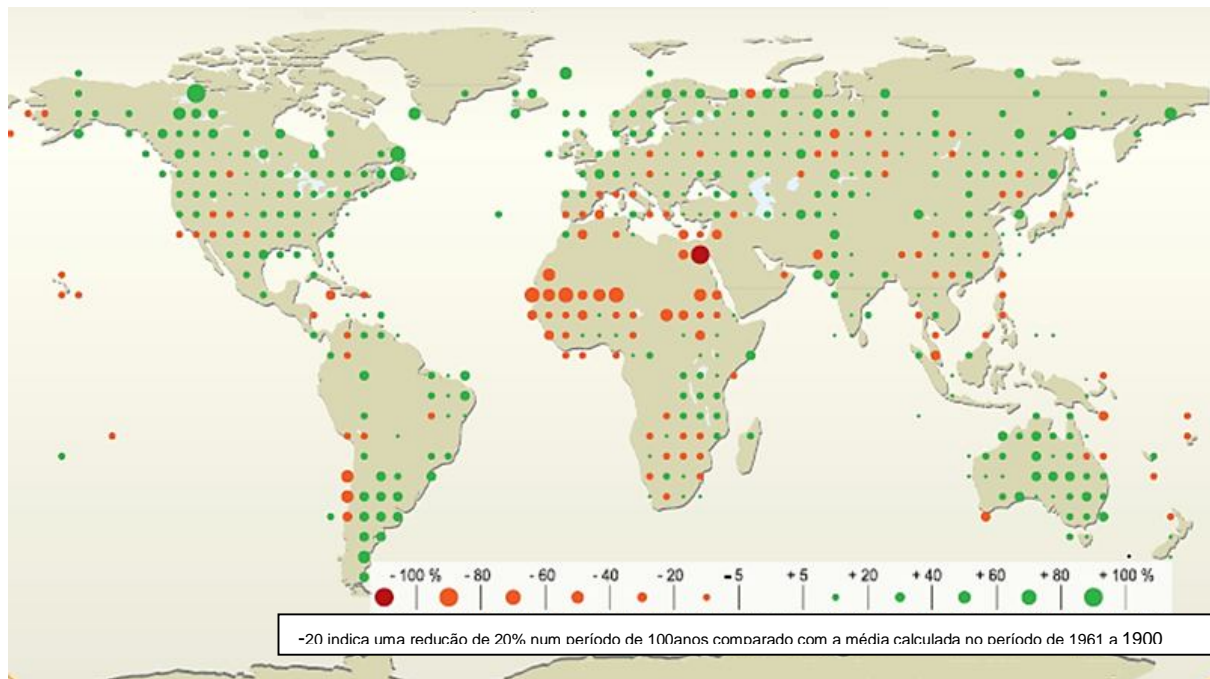 - 100 % - 80 - 60 - 40 - 20 - 5 + 5 + 20 + 40 + 60 + 80 + 100 %
-20 indica uma redução de 20% num período de 100anos comparado com a média calculada no período de 1961 a 1900